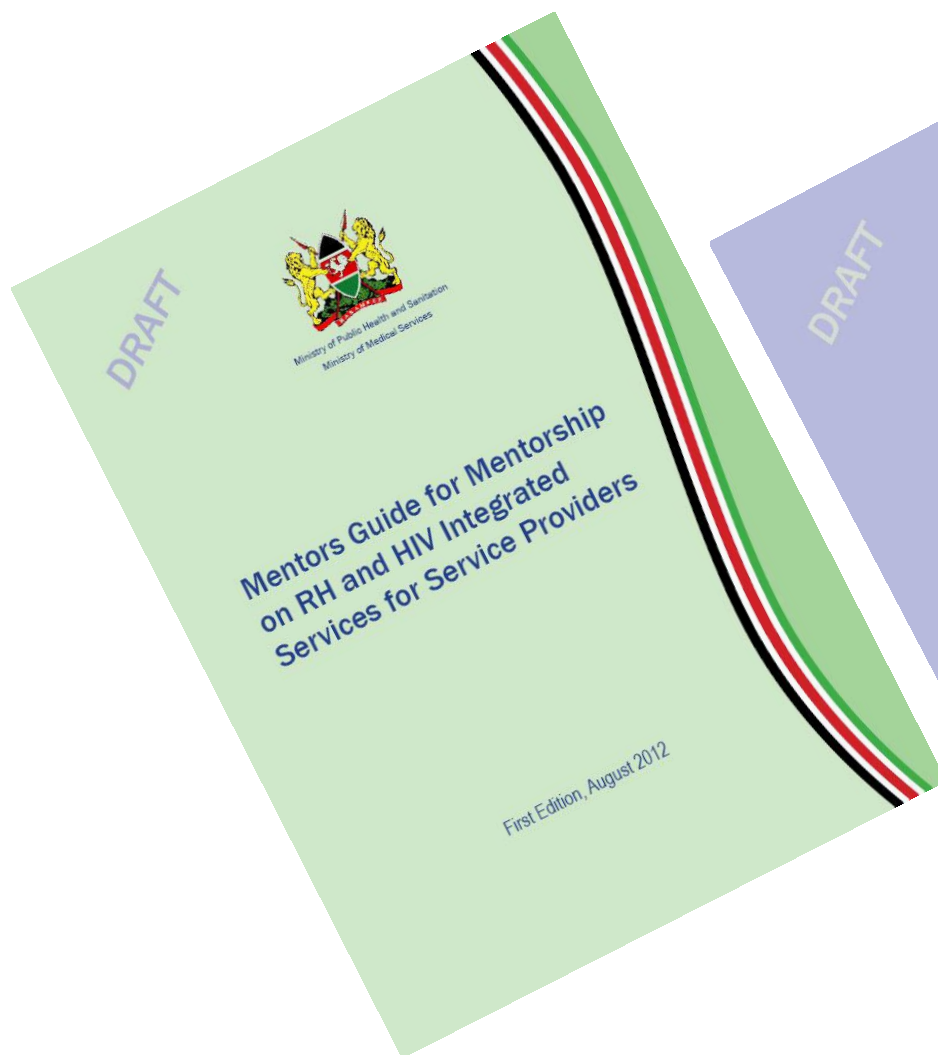 DRAFT
Ministry of Public Health and Sanitation
Ministry of Medical Services
Mentors Guide for Mentorship
on RH and HIV Integrated
Services for Service Providers
First Edition, August 2012
DRAFT